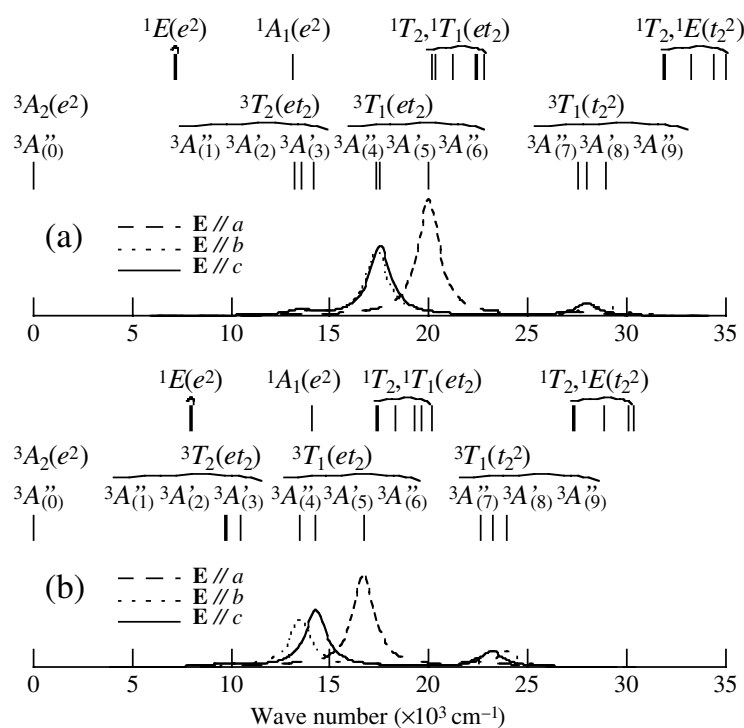 ¹E(e²) ¹A₁(e²) ¹T₂,¹T₁(et₂) ¹T₂,¹E(t₂²)
³A₂(e²) ³T₂(et₂) ³T₁(et₂) ³T₁(t₂²)
³A″₍₀₎ ³A″₍₁₎ ³A′₍₂₎ ³A′₍₃₎ ³A″₍₄₎ ³A′₍₅₎ ³A″₍₆₎ ³A″₍₇₎ ³A′₍₈₎ ³A″₍₉₎
(a)
E // a
E // b
E // c
0 5 10 15 20 25 30 35
¹E(e²) ¹A₁(e²) ¹T₂,¹T₁(et₂) ¹T₂,¹E(t₂²)
³A₂(e²) ³T₂(et₂) ³T₁(et₂) ³T₁(t₂²)
³A″₍₀₎ ³A″₍₁₎ ³A′₍₂₎ ³A′₍₃₎ ³A″₍₄₎ ³A′₍₅₎ ³A″₍₆₎ ³A″₍₇₎ ³A′₍₈₎ ³A″₍₉₎
(b)
E // a
E // b
E // c
0 5 10 15 20 25 30 35
Wave number (×10³ cm⁻¹)